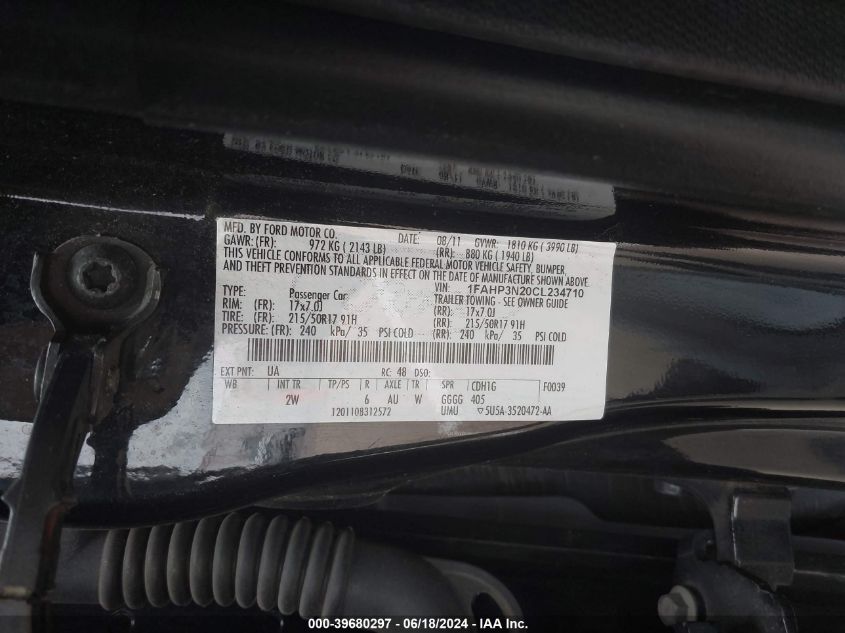 MFD. BY FORD MOTOR CO.
DATE: 08/11 GVWR: 1810 KG ( 3990 LB)
GAWR: (FR): 972 KG ( 2143 LB) (RR): 880 KG ( 1940 LB)
THIS VEHICLE CONFORMS TO ALL APPLICABLE FEDERAL MOTOR VEHICLE SAFETY, BUMPER,
AND THEFT PREVENTION STANDARDS IN EFFECT ON THE DATE OF MANUFACTURE SHOWN ABOVE.
VIN: 1FAHP3N20CL234710
TYPE: Passenger Car TRAILER TOWING - SEE OWNER GUIDE
RIM: (FR): 17x7.0J (RR): 17x7.0J
TIRE: (FR): 215/50R17 91H (RR): 215/50R17 91H
PRESSURE: (FR): 240 kPa/ 35 PSI COLD (RR): 240 kPa/ 35 PSI COLD
EXT PNT: UA RC: 48 DSO:
WB INT TR TP/PS R AXLE TR SPR CDH1G F0039
2W 6 AU W GGGG 405
1201108312572 UMU ▽5U5A-3520472-AA
000-39680297 - 06/18/2024 - IAA Inc.